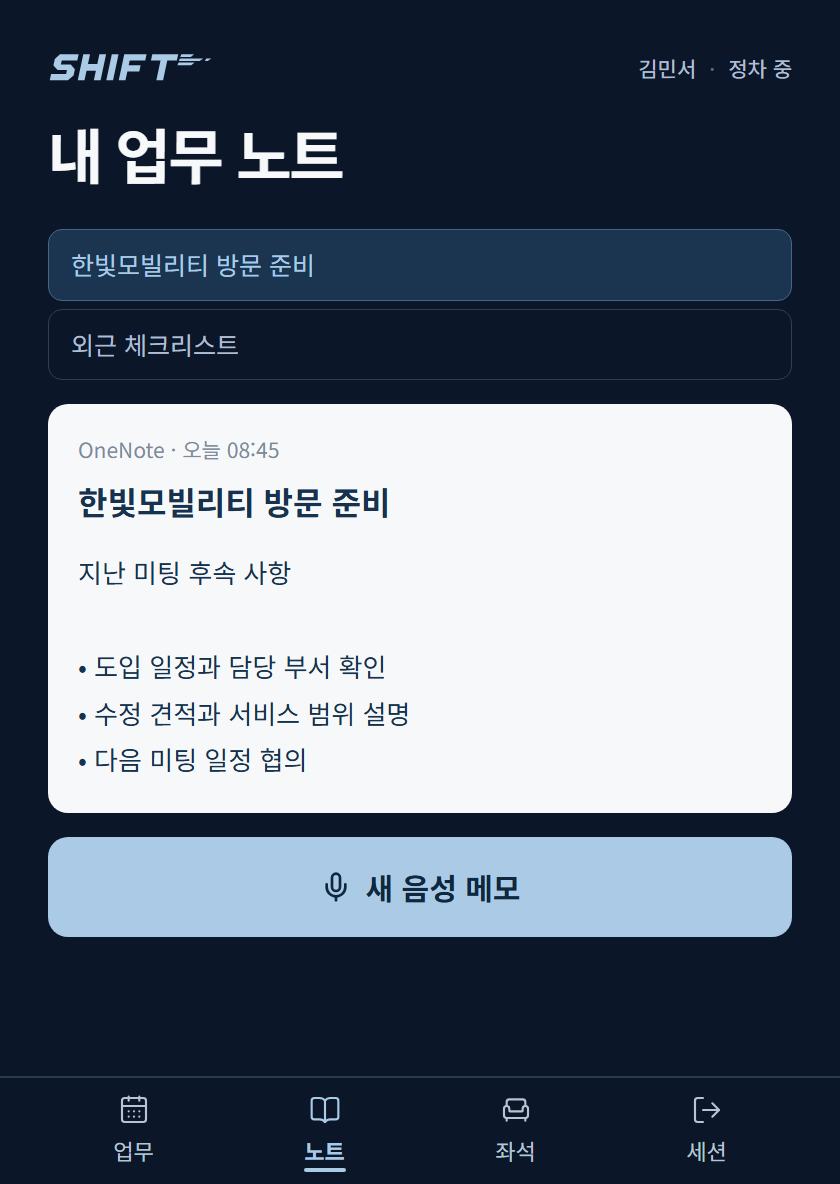 SHIFT
김민서 · 정차 중
내 업무 노트
한빛모빌리티 방문 준비
외근 체크리스트
OneNote · 오늘 08:45
한빛모빌리티 방문 준비
지난 미팅 후속 사항
• 도입 일정과 담당 부서 확인
• 수정 견적과 서비스 범위 설명
• 다음 미팅 일정 협의
새 음성 메모
업무
노트
좌석
세션